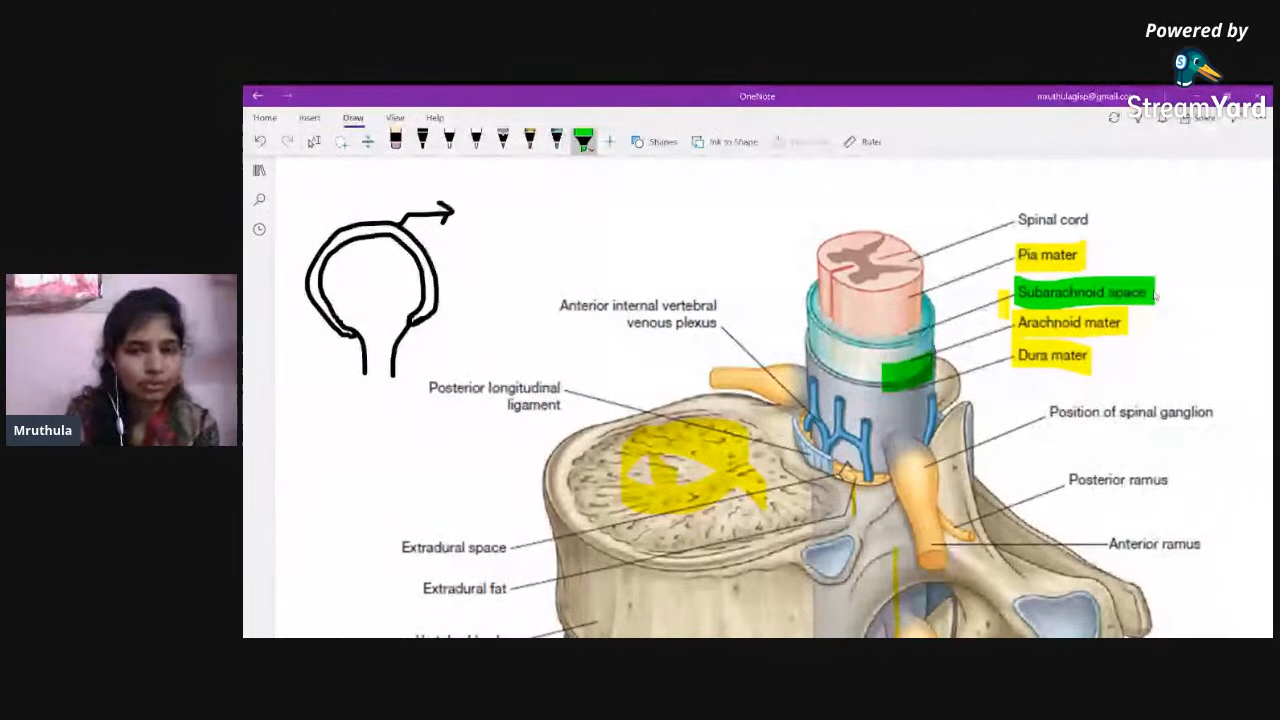 Powered by
StreamYard
OneNote
Home
Insert
Draw
View
Help
Shapes
Ink to Shape
Ruler
Spinal cord
Pia mater
Subarachnoid space
Arachnoid mater
Dura mater
Anterior internal vertebral
venous plexus
Posterior longitudinal
ligament
Position of spinal ganglion
Posterior ramus
Anterior ramus
Extradural space
Extradural fat
Mruthula